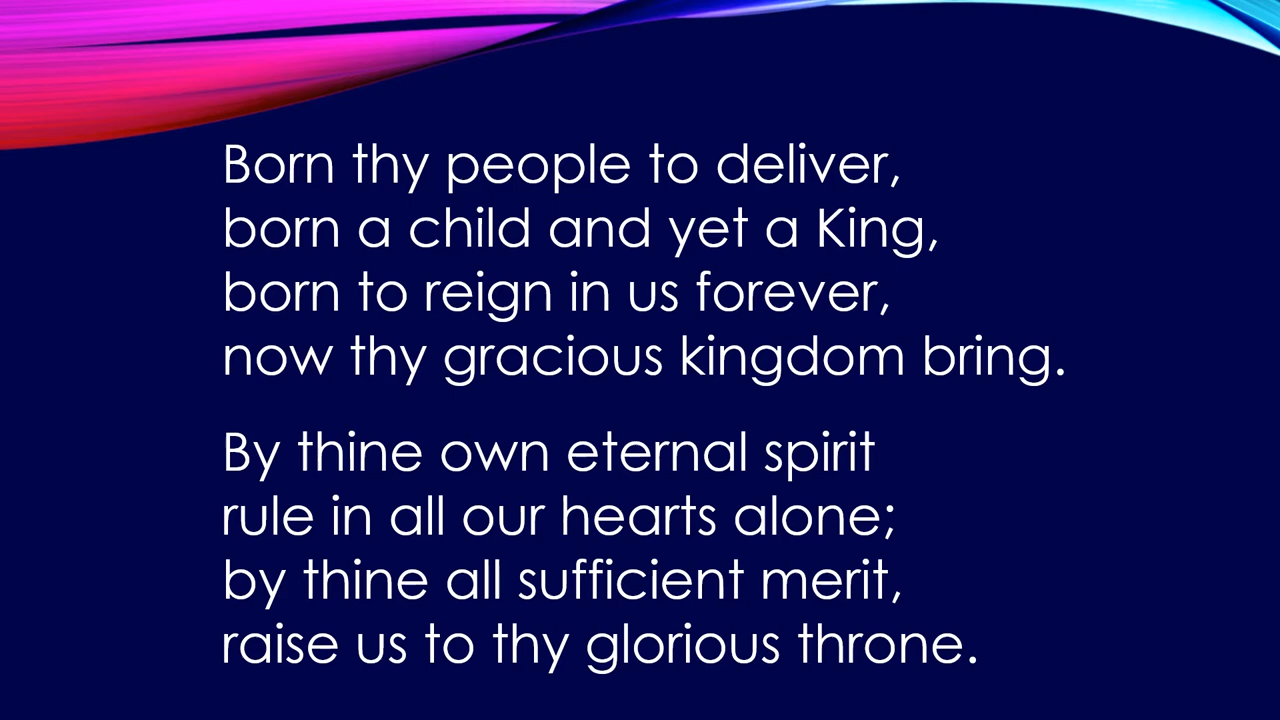 Born thy people to deliver,
born a child and yet a King,
born to reign in us forever,
now thy gracious kingdom bring.
By thine own eternal spirit
rule in all our hearts alone;
by thine all sufficient merit,
raise us to thy glorious throne.